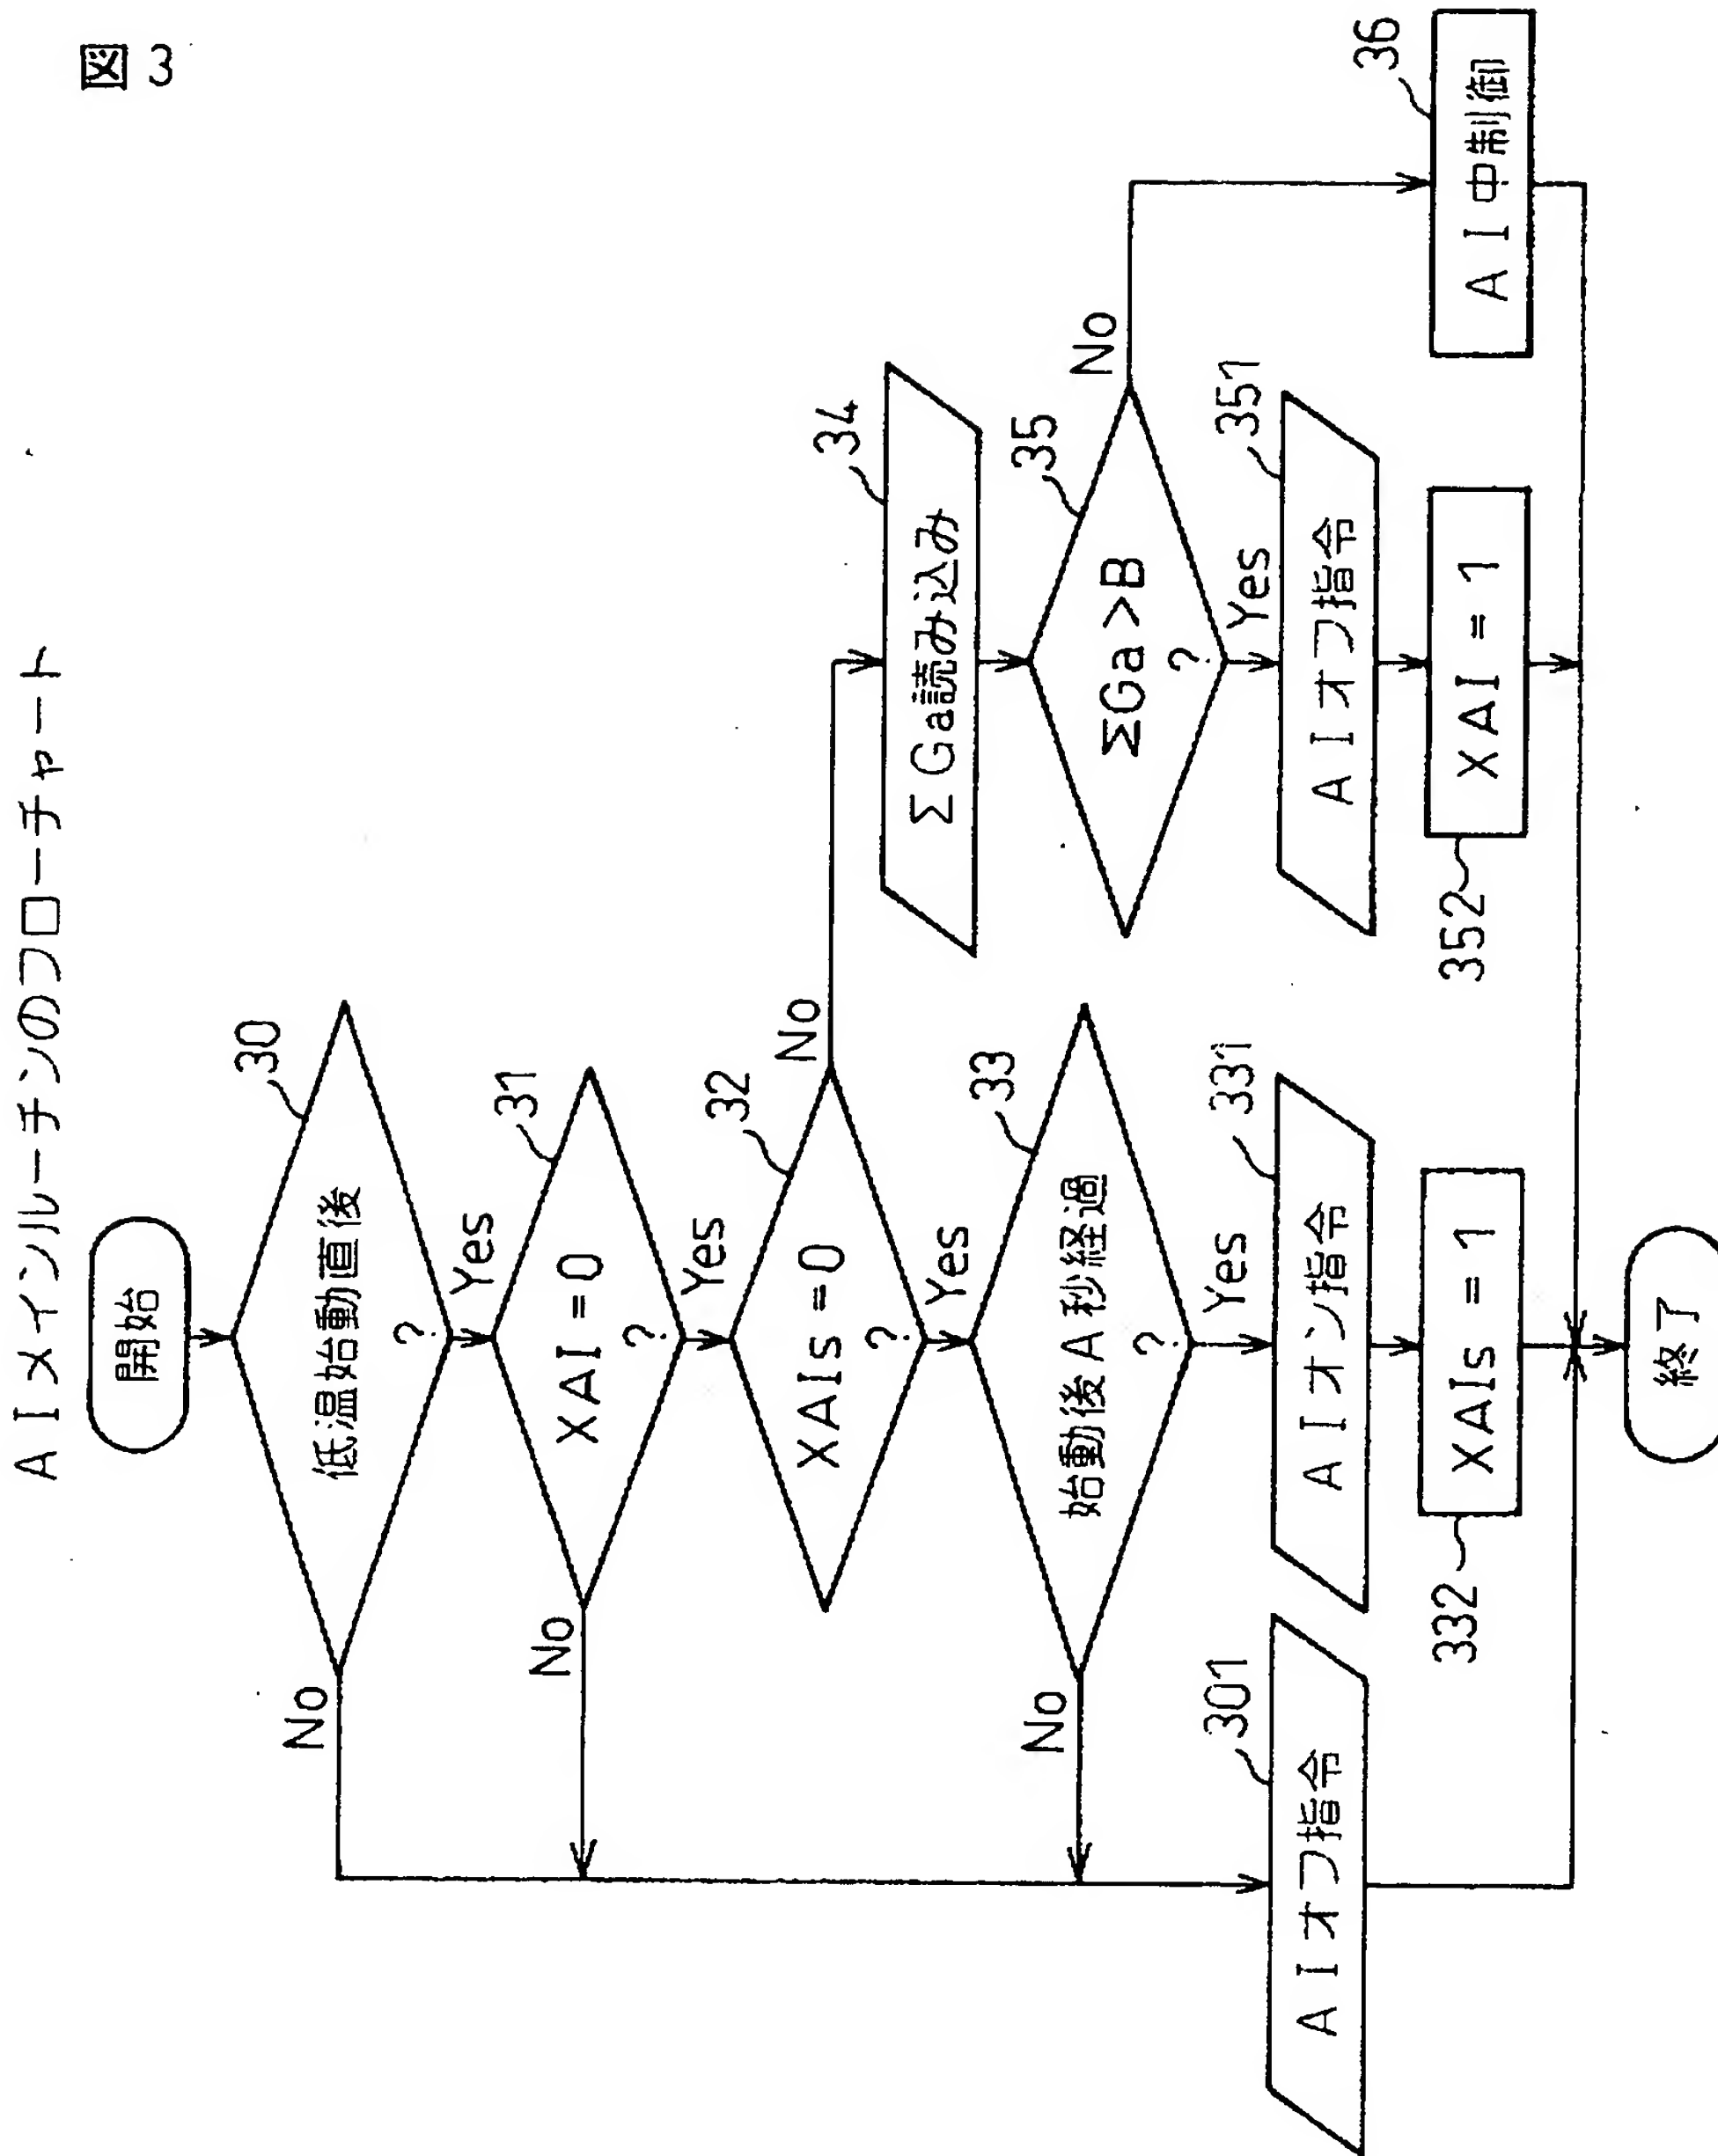 図3
AIメインルーチンのフローチャート
開始
30
低温始動直後
?
No
Yes
31
XAI=0
?
No
Yes
32
XAIs=0
?
No
Yes
33
始動後A秒経過
?
No
Yes
34
ΣGa読み込み
35
ΣGa>B
?
No
Yes
301
AIオフ指令
331
AIオン指令
351
AIオフ指令
332
XAIs=1
352
XAI=1
36
AI中制御
終了